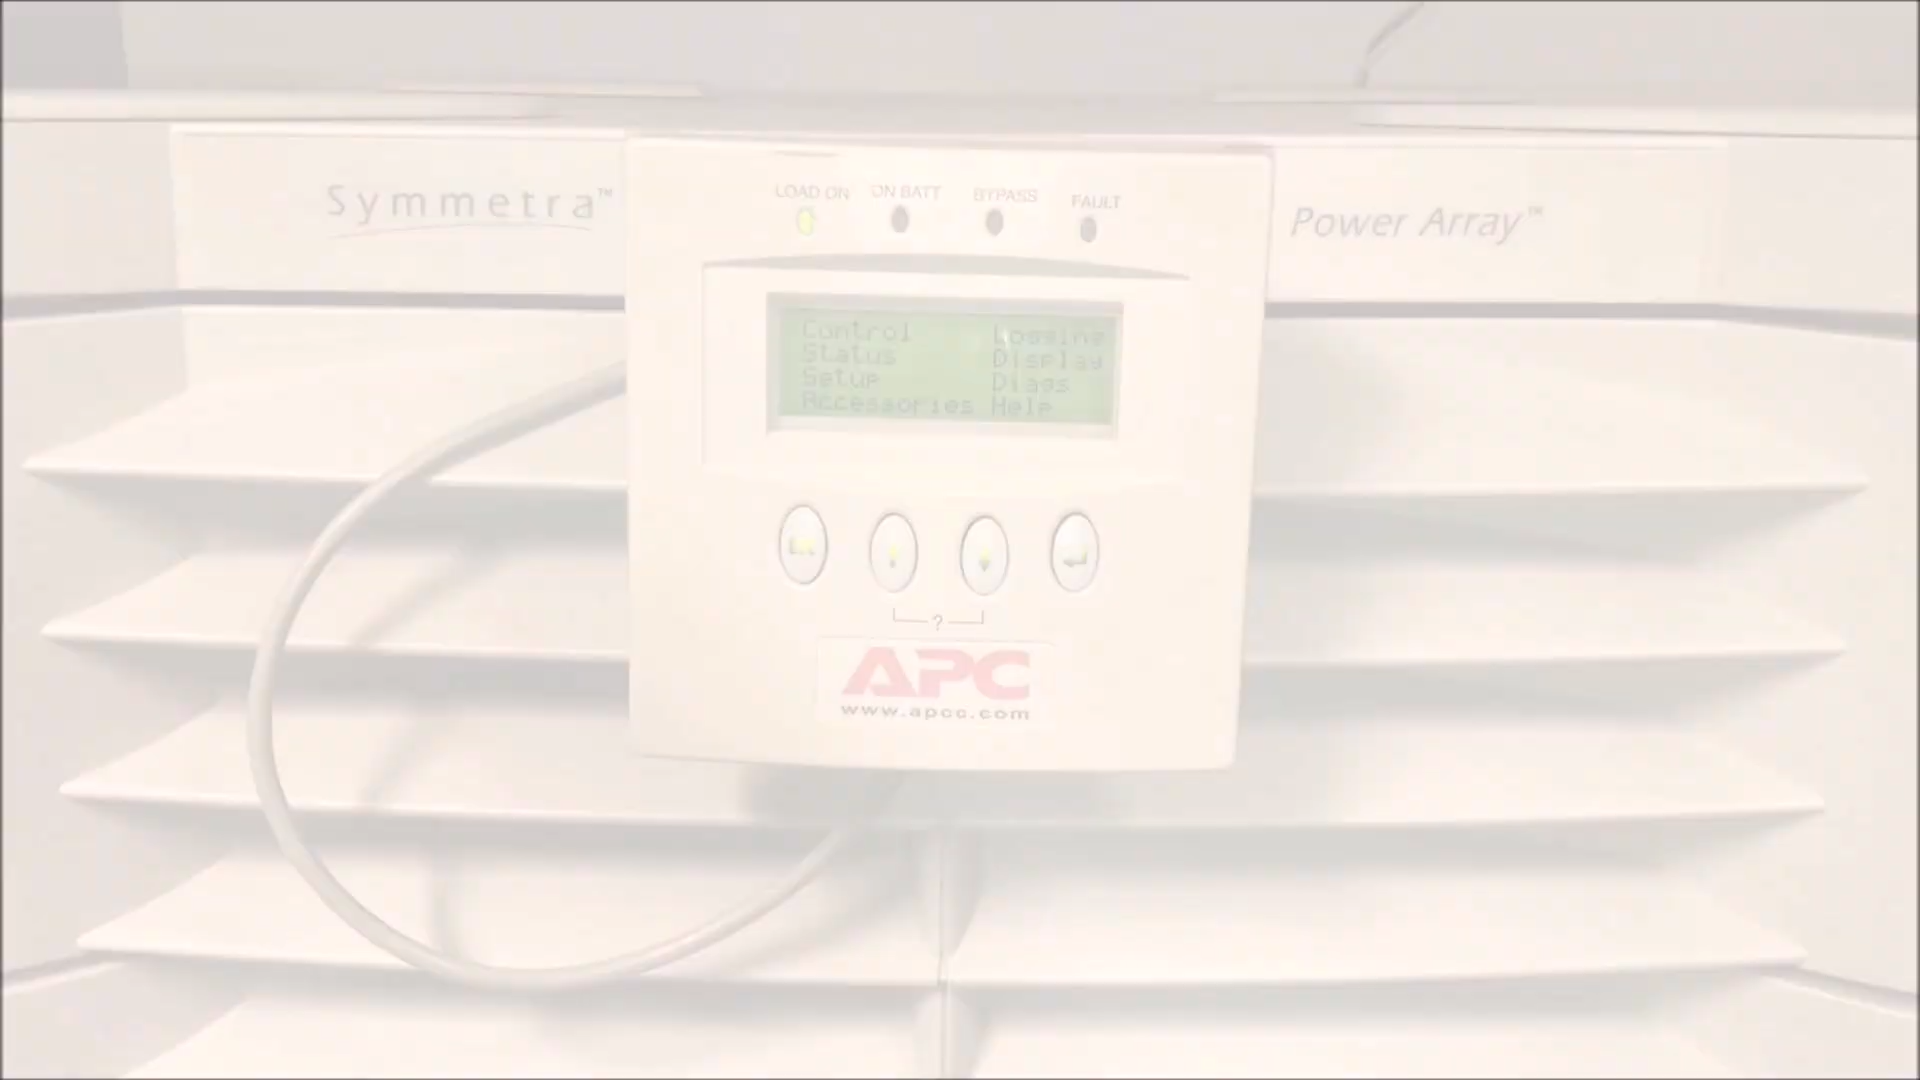 Symmetra™
LOAD ON ON BATT BYPASS FAULT
Power Array™
Control Logging
Status Display
Setup Diags
Accessories Help
ESC
?
APC
www.apcc.com